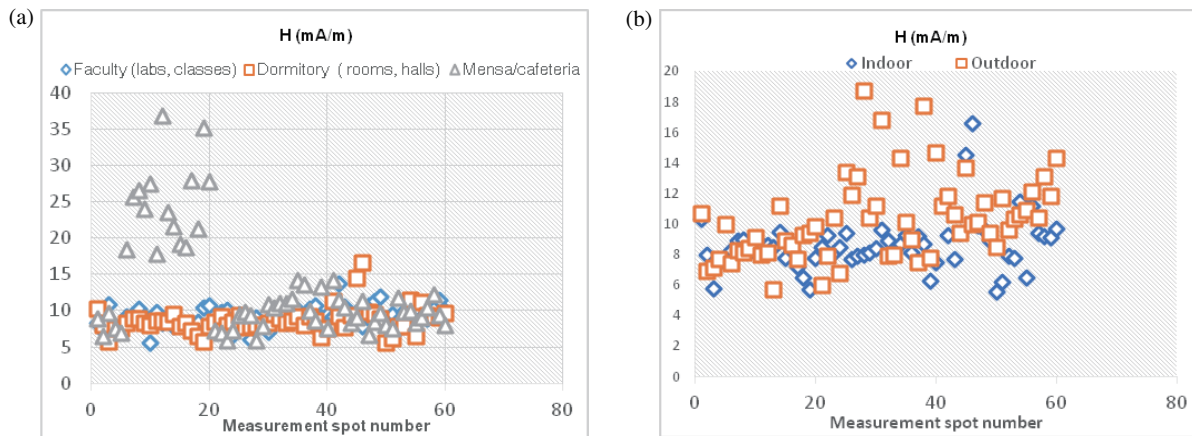 (a)
H (mA/m)
Faculty (labs, classes) Dormitory ( rooms, halls) Mensa/cafeteria
40
35
30
25
20
15
10
5
0
0 20 40 60 80
Measurement spot number
(b)
H (mA/m)
Indoor Outdoor
20
18
16
14
12
10
8
6
4
2
0
0 20 40 60 80
Measurement spot number